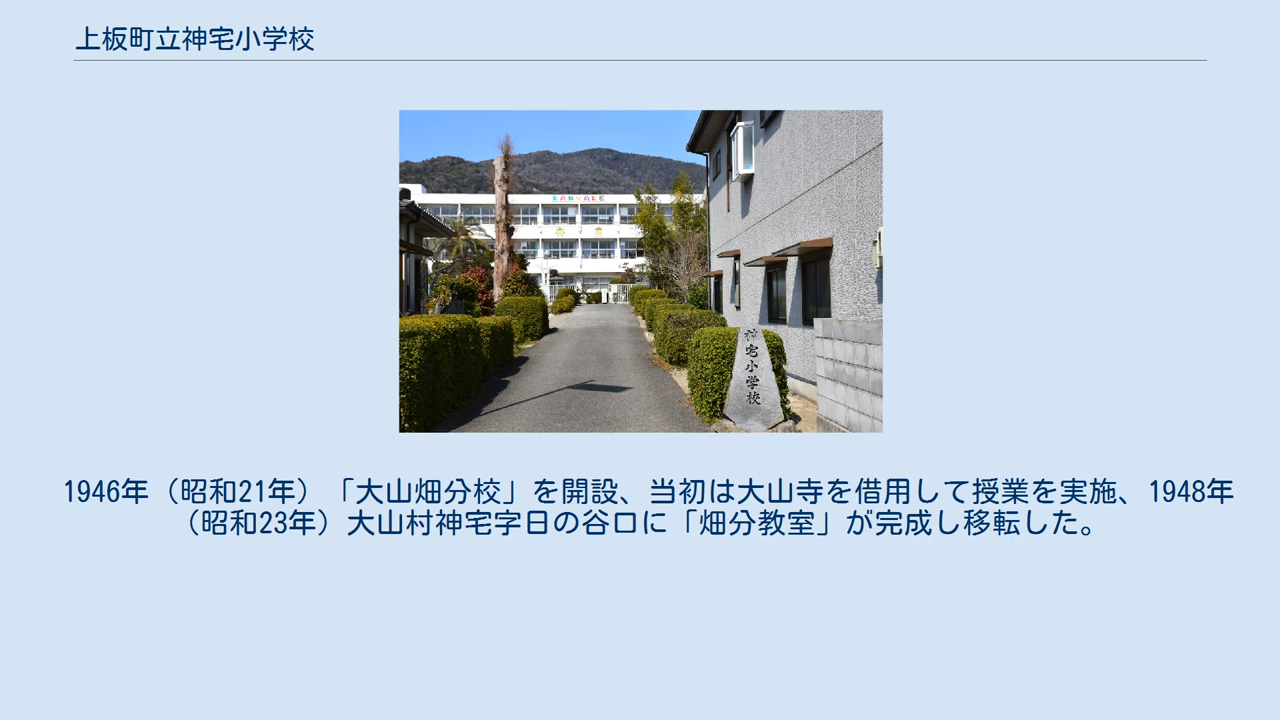 上板町立神宅小学校
KANYAKE
神宅小学校
1946年（昭和21年）「大山畑分校」を開設、当初は大山寺を借用して授業を実施、1948年
（昭和23年）大山村神宅字日の谷口に「畑分教室」が完成し移転した。